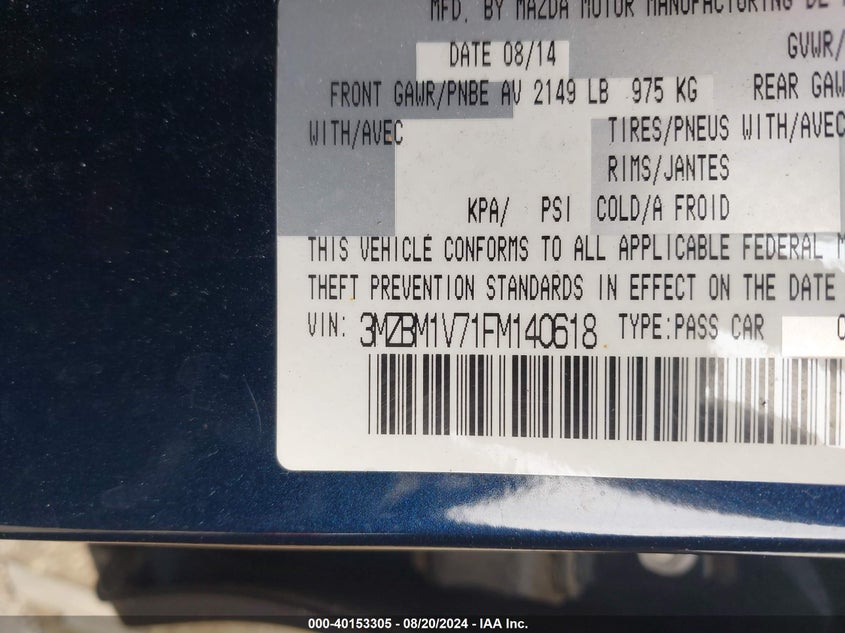 MFD. BY MAZDA MOTOR MANUFACTURING DE
DATE 08/14 GVWR/
FRONT GAWR/PNBE AV 2149 LB 975 KG REAR GAW
WITH/AVEC TIRES/PNEUS WITH/AVEC
RIMS/JANTES
KPA/ PSI COLD/A FROID
THIS VEHICLE CONFORMS TO ALL APPLICABLE FEDERAL M
THEFT PREVENTION STANDARDS IN EFFECT ON THE DATE
VIN: 3MZBM1V71FM140618 TYPE:PASS CAR
000-40153305 - 08/20/2024 - IAA Inc.